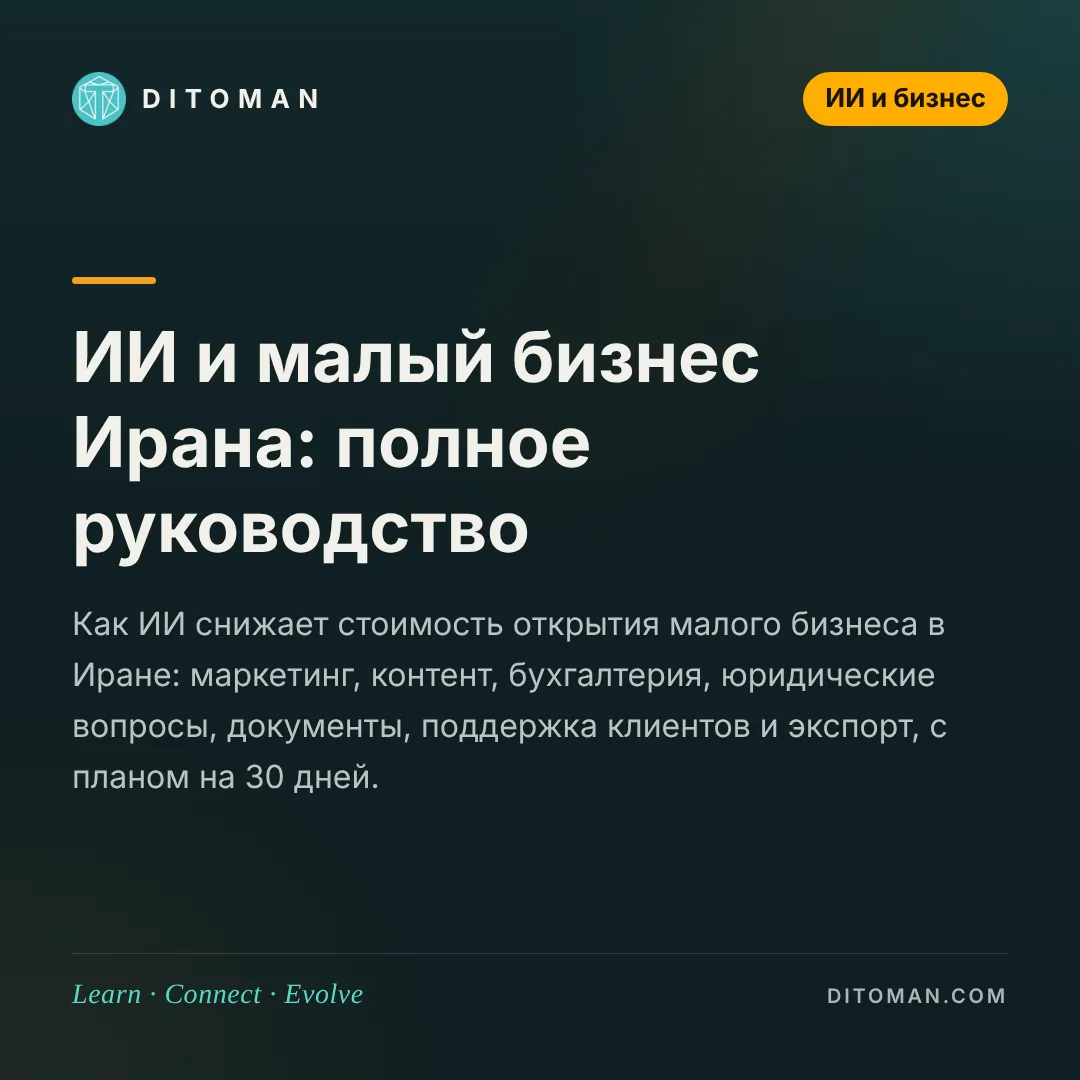 DITOMAN
ИИ и бизнес
ИИ и малый бизнес
Ирана: полное
руководство
Как ИИ снижает стоимость открытия малого бизнеса в
Иране: маркетинг, контент, бухгалтерия, юридические
вопросы, документы, поддержка клиентов и экспорт, с
планом на 30 дней.
Learn · Connect · Evolve
DITOMAN.COM